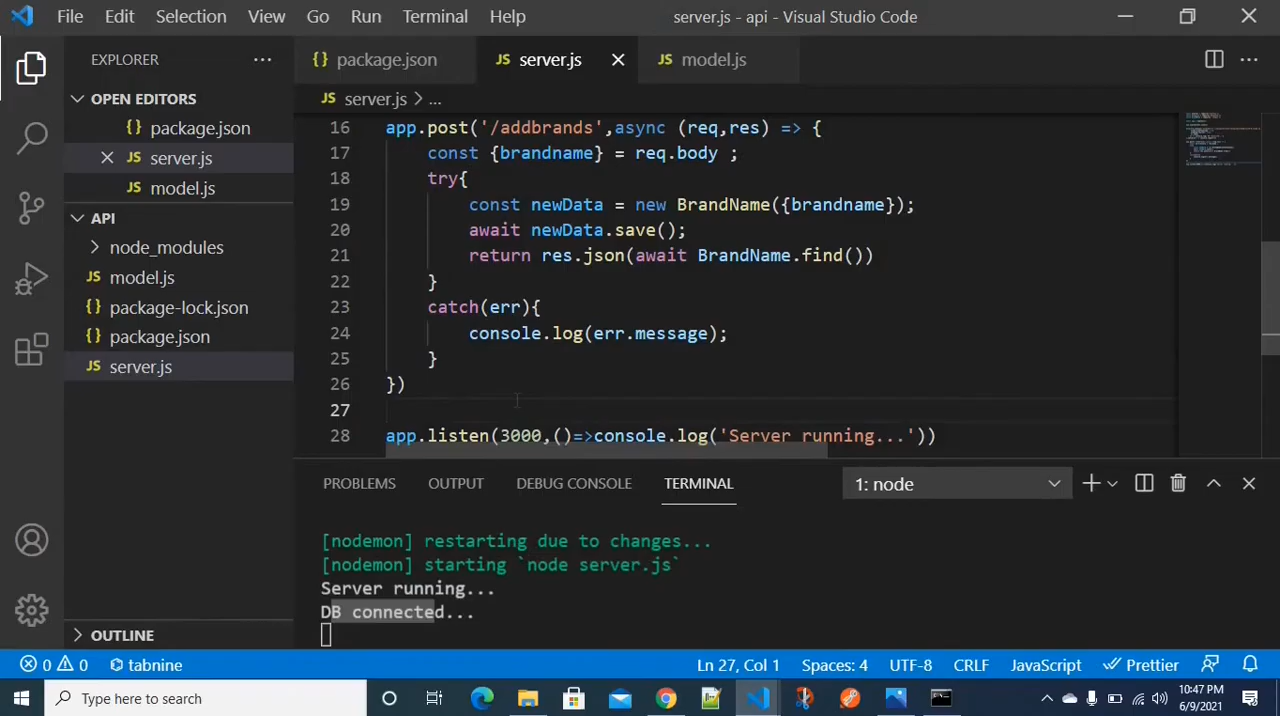 File Edit Selection View Go Run Terminal Help server.js - api - Visual Studio Code
EXPLORER ...
{} package.json JS server.js JS model.js
OPEN EDITORS
JS server.js > ...
{} package.json
JS server.js
JS model.js
API
node_modules
JS model.js
{} package-lock.json
{} package.json
JS server.js
OUTLINE
16 app.post('/addbrands',async (req,res) => {
17 const {brandname} = req.body ;
18 try{
19 const newData = new BrandName({brandname});
20 await newData.save();
21 return res.json(await BrandName.find())
22 }
23 catch(err){
24 console.log(err.message);
25 }
26 })
27
28 app.listen(3000,()=>console.log('Server running...'))
PROBLEMS OUTPUT DEBUG CONSOLE TERMINAL 1: node
[nodemon] restarting due to changes...
[nodemon] starting `node server.js`
Server running...
DB connected...
0 0 tabnine Ln 27, Col 1 Spaces: 4 UTF-8 CRLF JavaScript Prettier
Type here to search
10:47 PM
6/9/2021